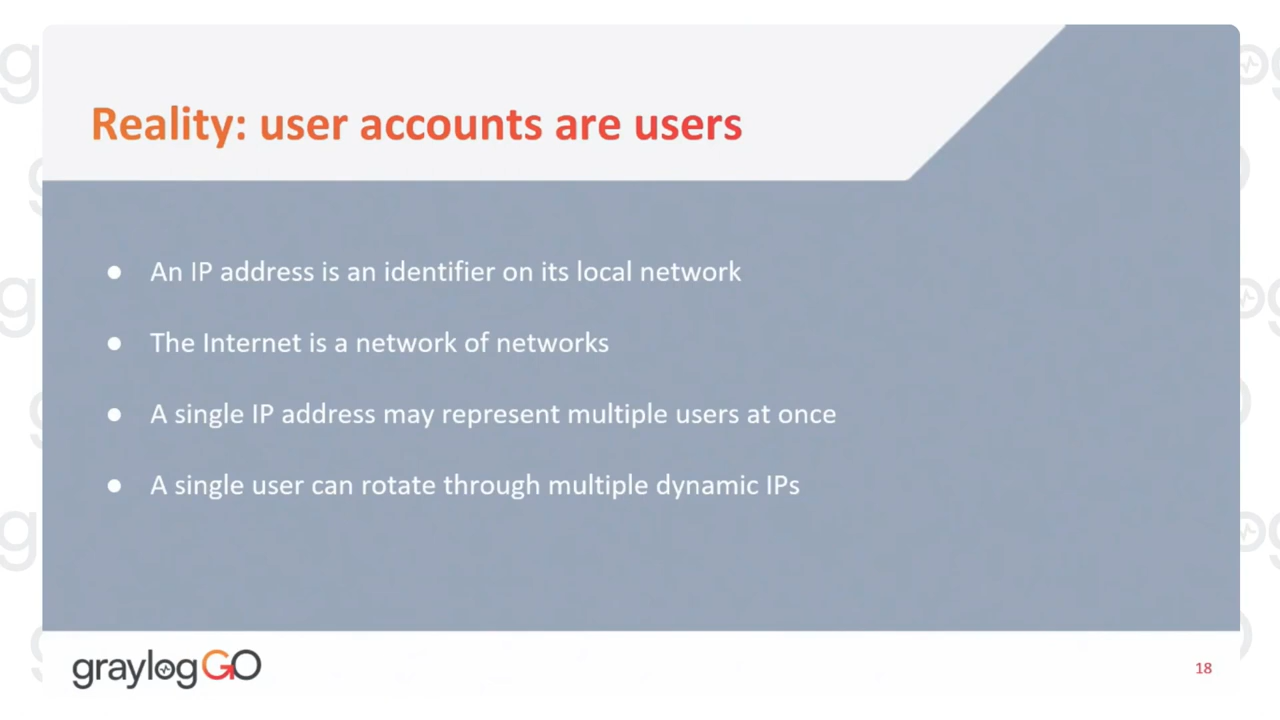 Reality: user accounts are users
● An IP address is an identifier on its local network
● The Internet is a network of networks
● A single IP address may represent multiple users at once
● A single user can rotate through multiple dynamic IPs
graylogGO
18